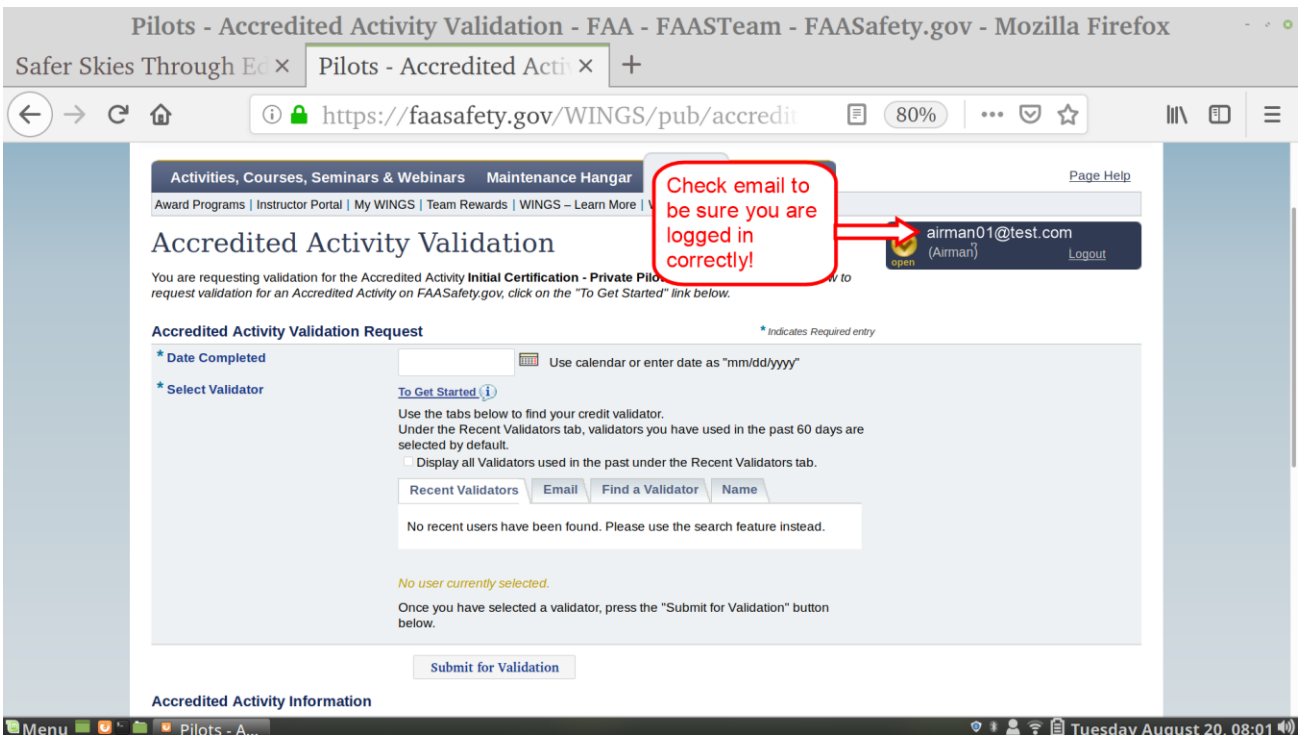 Pilots - Accredited Activity Validation - FAA - FAASTeam - FAASafety.gov - Mozilla Firefox
Safer Skies Through Ed × Pilots - Accredited Activ × +
https://faasafety.gov/WINGS/pub/accredit 80%
Activities, Courses, Seminars & Webinars Maintenance Hangar
Page Help
Award Programs | Instructor Portal | My WINGS | Team Rewards | WINGS – Learn More |
Check email to
be sure you are
logged in
correctly!
airman01@test.com
(Airman)
Logout
open
Accredited Activity Validation
You are requesting validation for the Accredited Activity Initial Certification - Private Pilot
to
request validation for an Accredited Activity on FAASafety.gov, click on the "To Get Started" link below.
Accredited Activity Validation Request
* Indicates Required entry
* Date Completed
Use calendar or enter date as "mm/dd/yyyy"
* Select Validator
To Get Started
Use the tabs below to find your credit validator.
Under the Recent Validators tab, validators you have used in the past 60 days are
selected by default.
Display all Validators used in the past under the Recent Validators tab.
Recent Validators Email Find a Validator Name
No recent users have been found. Please use the search feature instead.
No user currently selected.
Once you have selected a validator, press the "Submit for Validation" button
below.
Submit for Validation
Accredited Activity Information
Menu Pilots - A... Tuesday August 20, 08:01